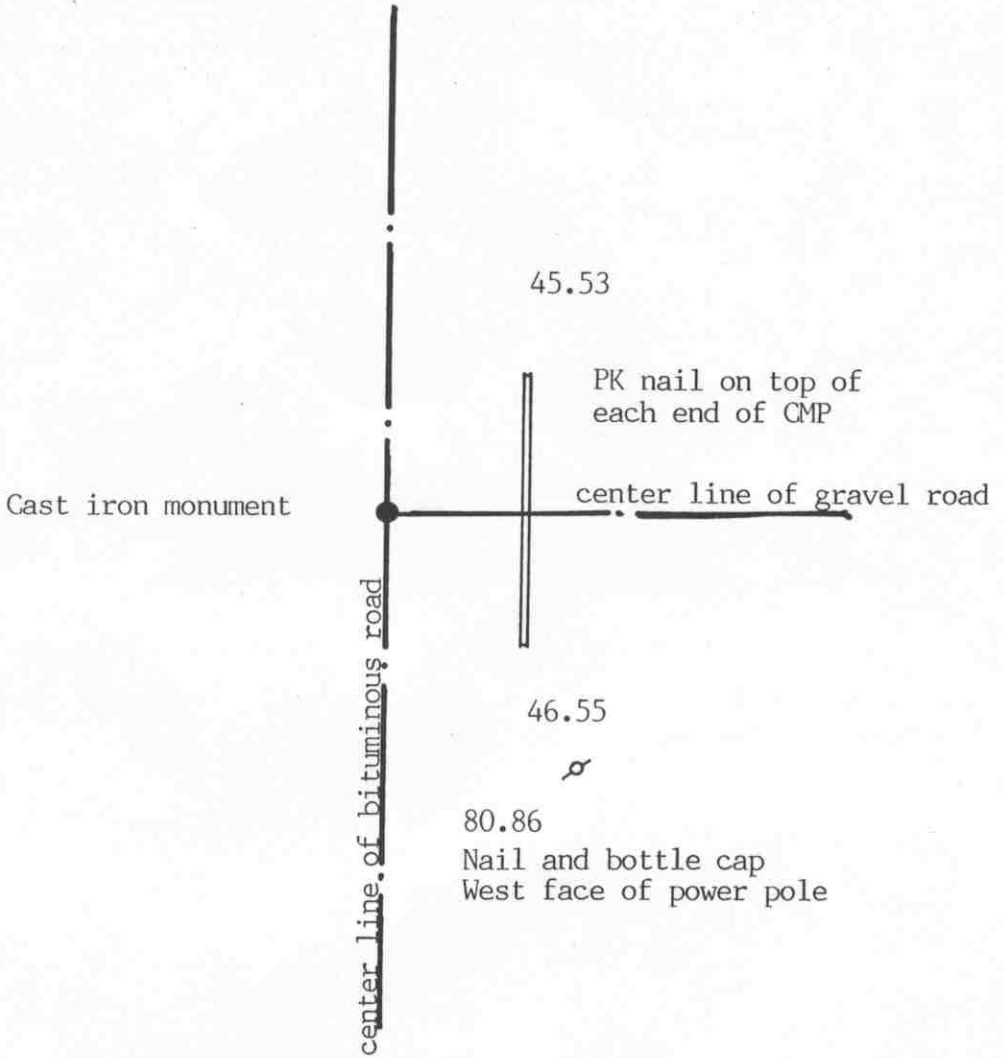 45.53
PK nail on top of
each end of CMP
Cast iron monument
center line of gravel road
center line of bituminous road
46.55
80.86
Nail and bottle cap
West face of power pole